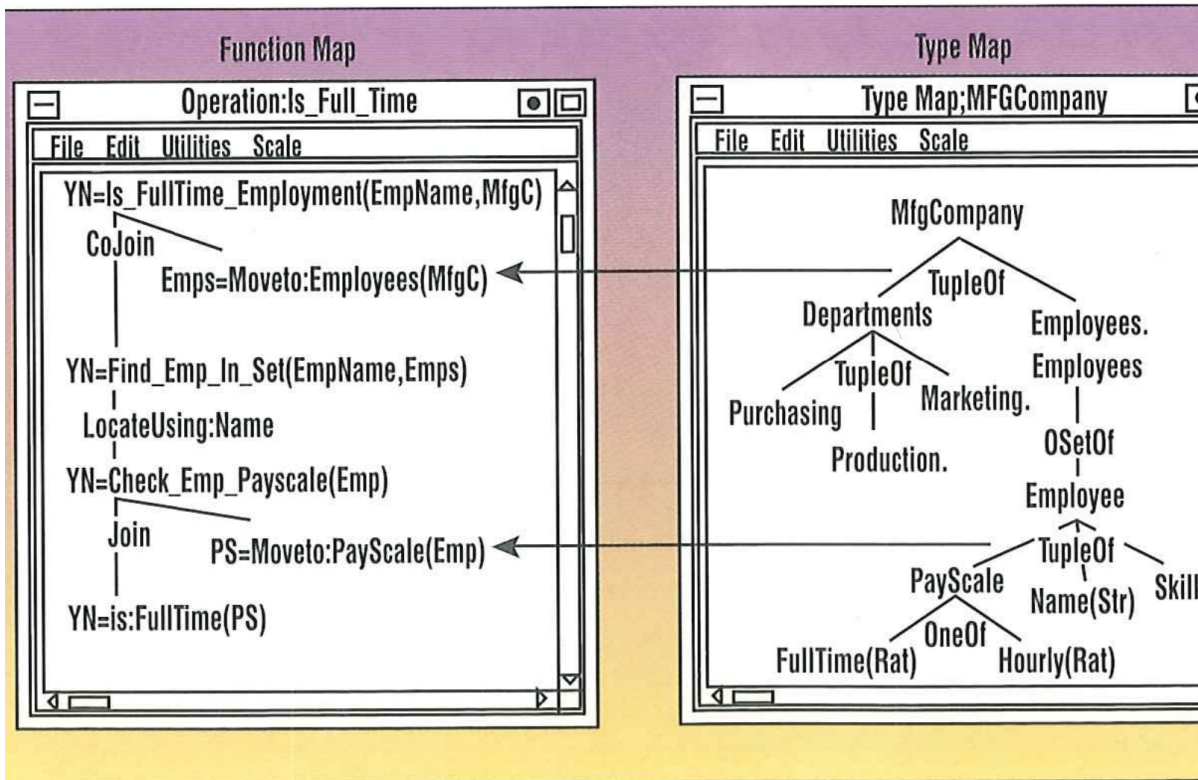 Function Map
Operation:Is_Full_Time
File Edit Utilities Scale
YN=Is_FullTime_Employment(EmpName,MfgC)
CoJoin
Emps=Moveto:Employees(MfgC)
YN=Find_Emp_In_Set(EmpName,Emps)
LocateUsing:Name
YN=Check_Emp_Payscale(Emp)
Join
PS=Moveto:PayScale(Emp)
YN=is:FullTime(PS)
Type Map
Type Map;MFGCompany
File Edit Utilities Scale
MfgCompany
TupleOf
Departments
Employees.
TupleOf
Employees
Purchasing
Marketing.
Production.
OSetOf
Employee
TupleOf
PayScale
Name(Str)
Skill
OneOf
FullTime(Rat)
Hourly(Rat)